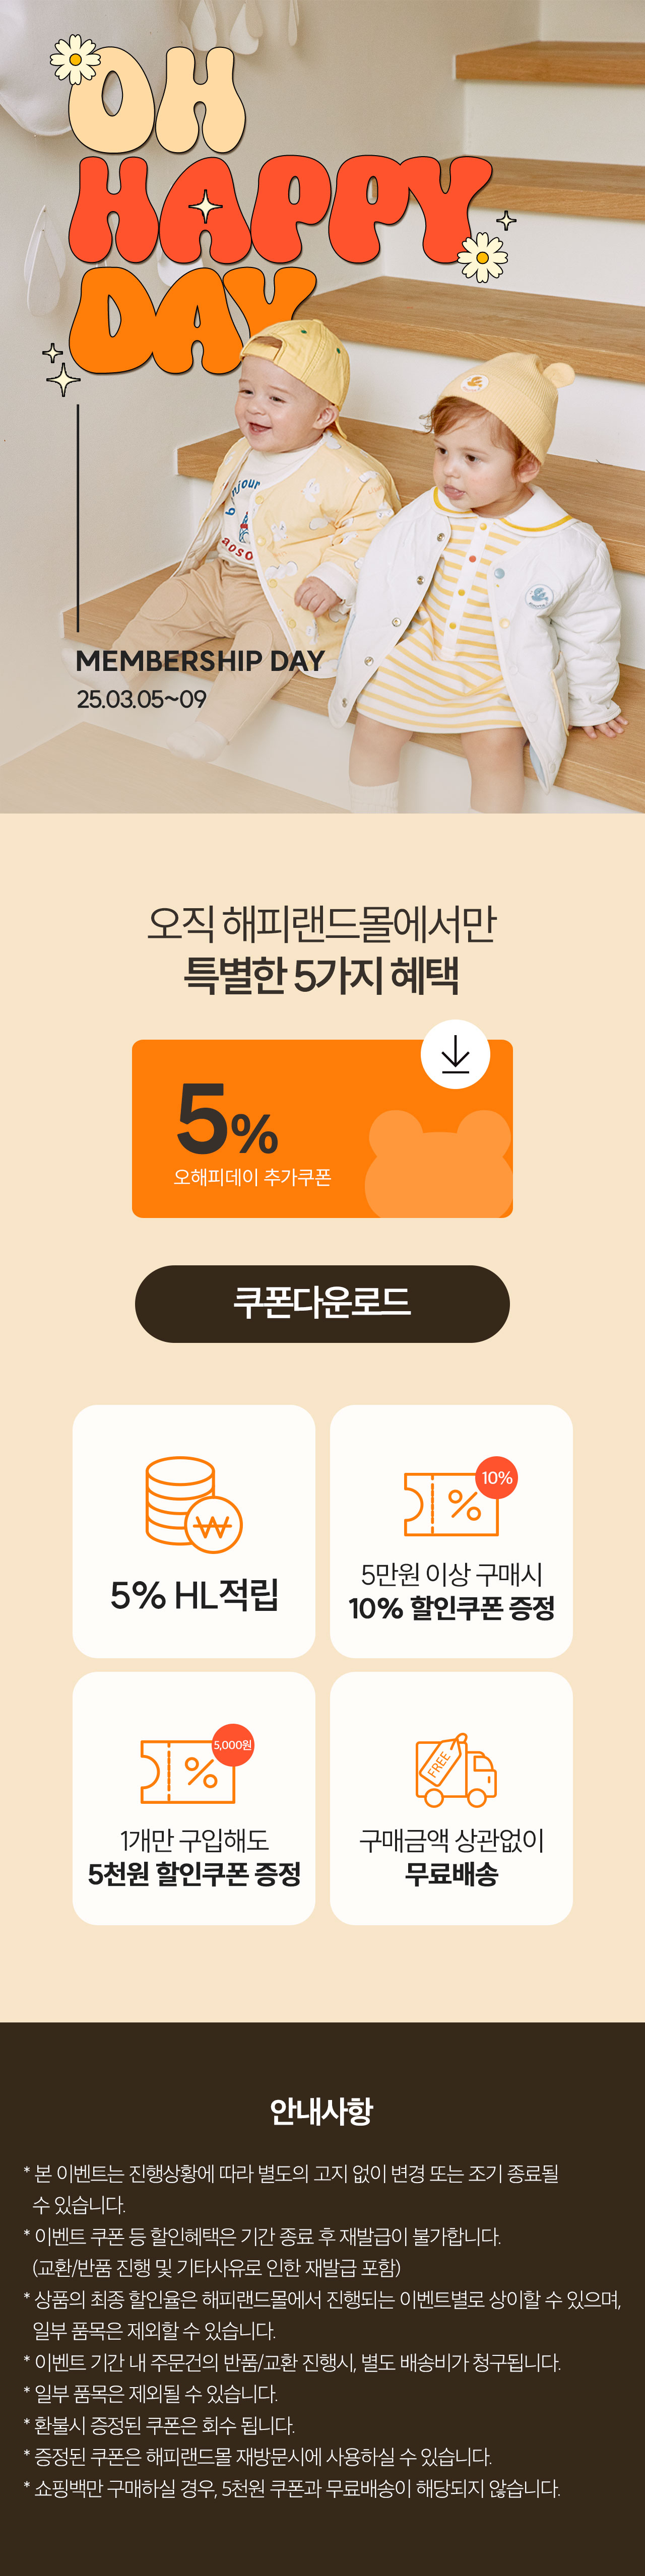 OH
HAPPY
DAY
Bonjour
MEMBERSHIP DAY
25.03.05~09
오직 해피랜드몰에서만
특별한 5가지 혜택
5%
오해피데이 추가쿠폰
쿠폰다운로드
5% HL적립
10%
5만원 이상 구매시
10% 할인쿠폰 증정
5,000원
1개만 구입해도
5천원 할인쿠폰 증정
FREE
구매금액 상관없이
무료배송
안내사항
* 본 이벤트는 진행상황에 따라 별도의 고지 없이 변경 또는 조기 종료될
수 있습니다.
* 이벤트 쿠폰 등 할인혜택은 기간 종료 후 재발급이 불가합니다.
(교환/반품 진행 및 기타사유로 인한 재발급 포함)
* 상품의 최종 할인율은 해피랜드몰에서 진행되는 이벤트별로 상이할 수 있으며,
일부 품목은 제외할 수 있습니다.
* 이벤트 기간 내 주문건의 반품/교환 진행시, 별도 배송비가 청구됩니다.
* 일부 품목은 제외될 수 있습니다.
* 환불시 증정된 쿠폰은 회수 됩니다.
* 증정된 쿠폰은 해피랜드몰 재방문시에 사용하실 수 있습니다.
* 쇼핑백만 구매하실 경우, 5천원 쿠폰과 무료배송이 해당되지 않습니다.